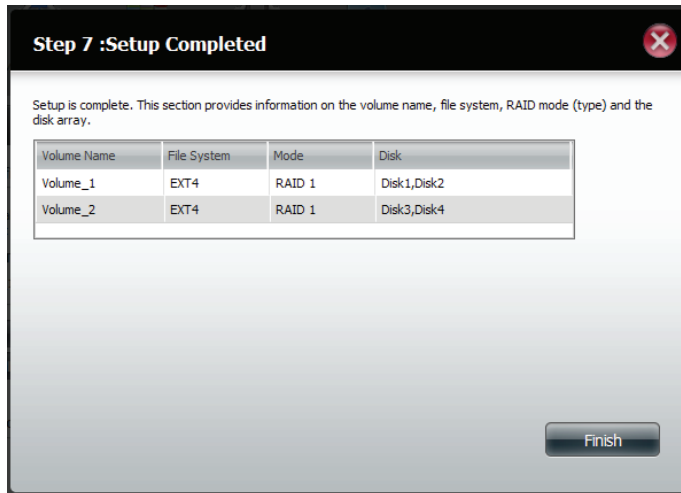 Step 7 :Setup Completed
Setup is complete. This section provides information on the volume name, file system, RAID mode (type) and the
disk array.
Volume Name File System Mode Disk
Volume_1 EXT4 RAID 1 Disk1,Disk2
Volume_2 EXT4 RAID 1 Disk3,Disk4
Finish